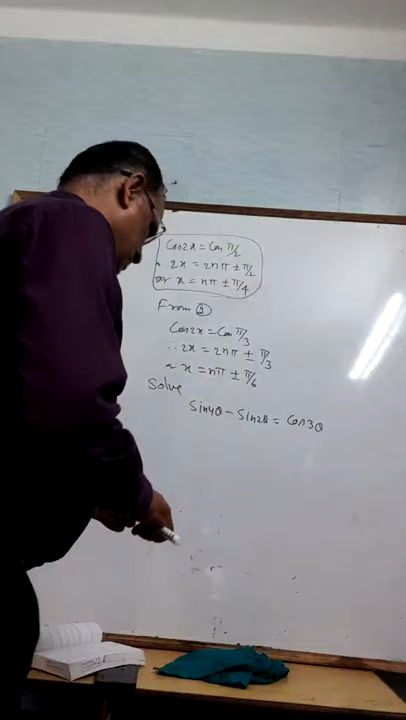 Cos2x = Cos π/2
2x = 2nπ ± π/2
or x = nπ ± π/4
From ②
Cos2x = Cos π/3
∴ 2x = 2nπ ± π/3
x = nπ ± π/6
Solve
Sin4θ - Sin2θ = Cos3θ